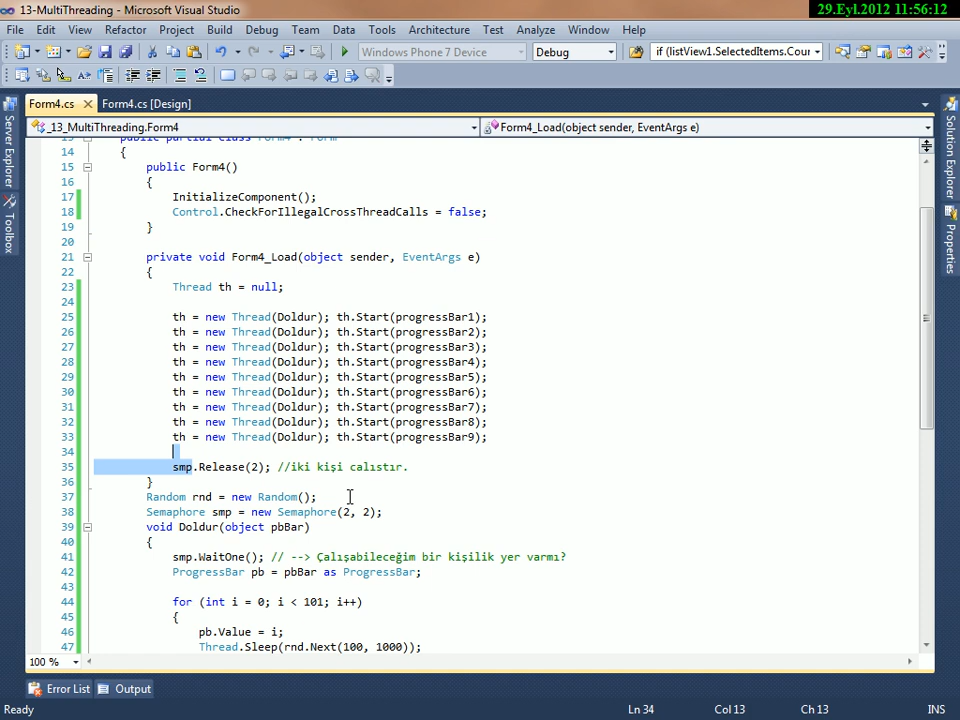 13-MultiThreading - Microsoft Visual Studio
29.Eyl.2012 11:56:12
File Edit View Refactor Project Build Debug Team Data Tools Architecture Test Analyze Window Help
Windows Phone 7 Device Debug if (listView1.SelectedItems.Cour
Form4.cs Form4.cs [Design]
_13_MultiThreading.Form4 Form4_Load(object sender, EventArgs e)
Server Explorer
Toolbox
Solution Explorer
Properties
13 public partial class Form4 : Form
14 {
15 public Form4()
16 {
17 InitializeComponent();
18 Control.CheckForIllegalCrossThreadCalls = false;
19 }
20
21 private void Form4_Load(object sender, EventArgs e)
22 {
23 Thread th = null;
24
25 th = new Thread(Doldur); th.Start(progressBar1);
26 th = new Thread(Doldur); th.Start(progressBar2);
27 th = new Thread(Doldur); th.Start(progressBar3);
28 th = new Thread(Doldur); th.Start(progressBar4);
29 th = new Thread(Doldur); th.Start(progressBar5);
30 th = new Thread(Doldur); th.Start(progressBar6);
31 th = new Thread(Doldur); th.Start(progressBar7);
32 th = new Thread(Doldur); th.Start(progressBar8);
33 th = new Thread(Doldur); th.Start(progressBar9);
34
35 smp.Release(2); //iki kişi calıstır.
36 }
37 Random rnd = new Random();
38 Semaphore smp = new Semaphore(2, 2);
39 void Doldur(object pbBar)
40 {
41 smp.WaitOne(); // --> Çalışabileceğim bir kişilik yer varmı?
42 ProgressBar pb = pbBar as ProgressBar;
43
44 for (int i = 0; i < 101; i++)
45 {
46 pb.Value = i;
47 Thread.Sleep(rnd.Next(100, 1000));
100 %
Error List Output
Ready Ln 34 Col 13 Ch 13 INS